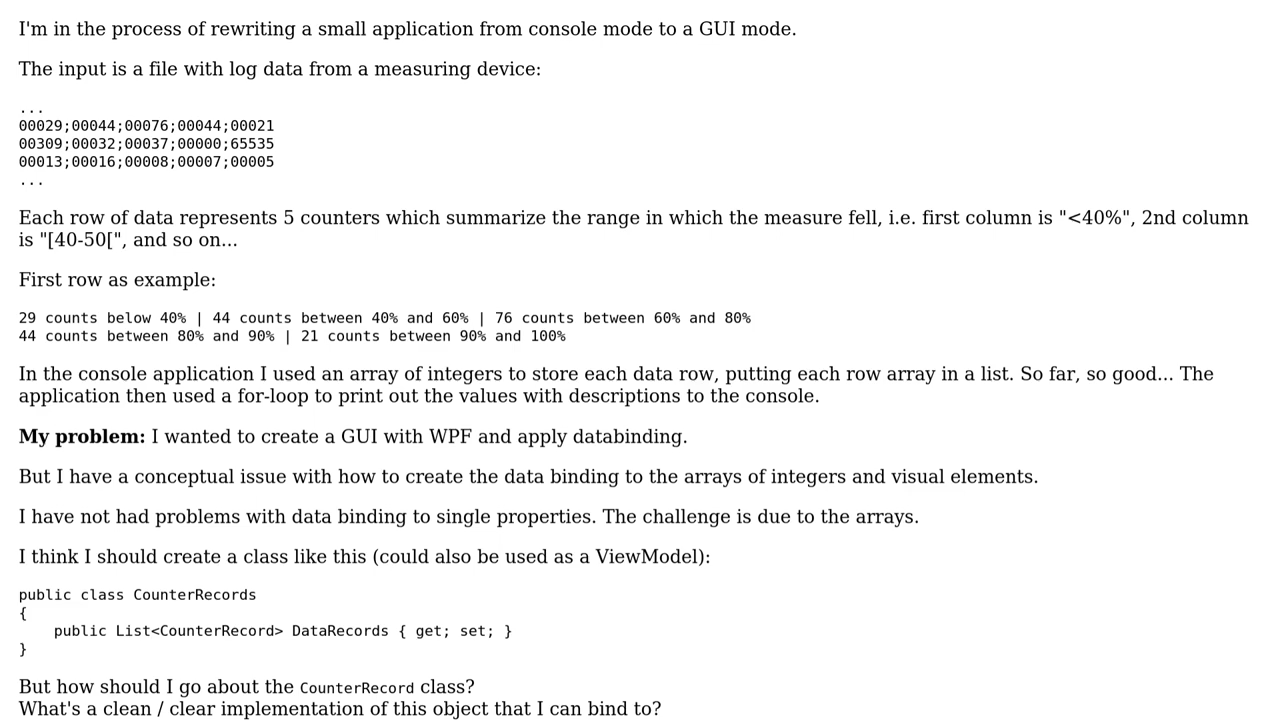 I'm in the process of rewriting a small application from console mode to a GUI mode.
The input is a file with log data from a measuring device:
...
00029;00044;00076;00044;00021
00309;00032;00037;00000;65535
00013;00016;00008;00007;00005
...
Each row of data represents 5 counters which summarize the range in which the measure fell, i.e. first column is "<40%", 2nd column
is "[40-50[", and so on...
First row as example:
29 counts below 40% | 44 counts between 40% and 60% | 76 counts between 60% and 80%
44 counts between 80% and 90% | 21 counts between 90% and 100%
In the console application I used an array of integers to store each data row, putting each row array in a list. So far, so good... The
application then used a for-loop to print out the values with descriptions to the console.
My problem: I wanted to create a GUI with WPF and apply databinding.
But I have a conceptual issue with how to create the data binding to the arrays of integers and visual elements.
I have not had problems with data binding to single properties. The challenge is due to the arrays.
I think I should create a class like this (could also be used as a ViewModel):
public class CounterRecords
{
    public List<CounterRecord> DataRecords { get; set; }
}
But how should I go about the CounterRecord class?
What's a clean / clear implementation of this object that I can bind to?